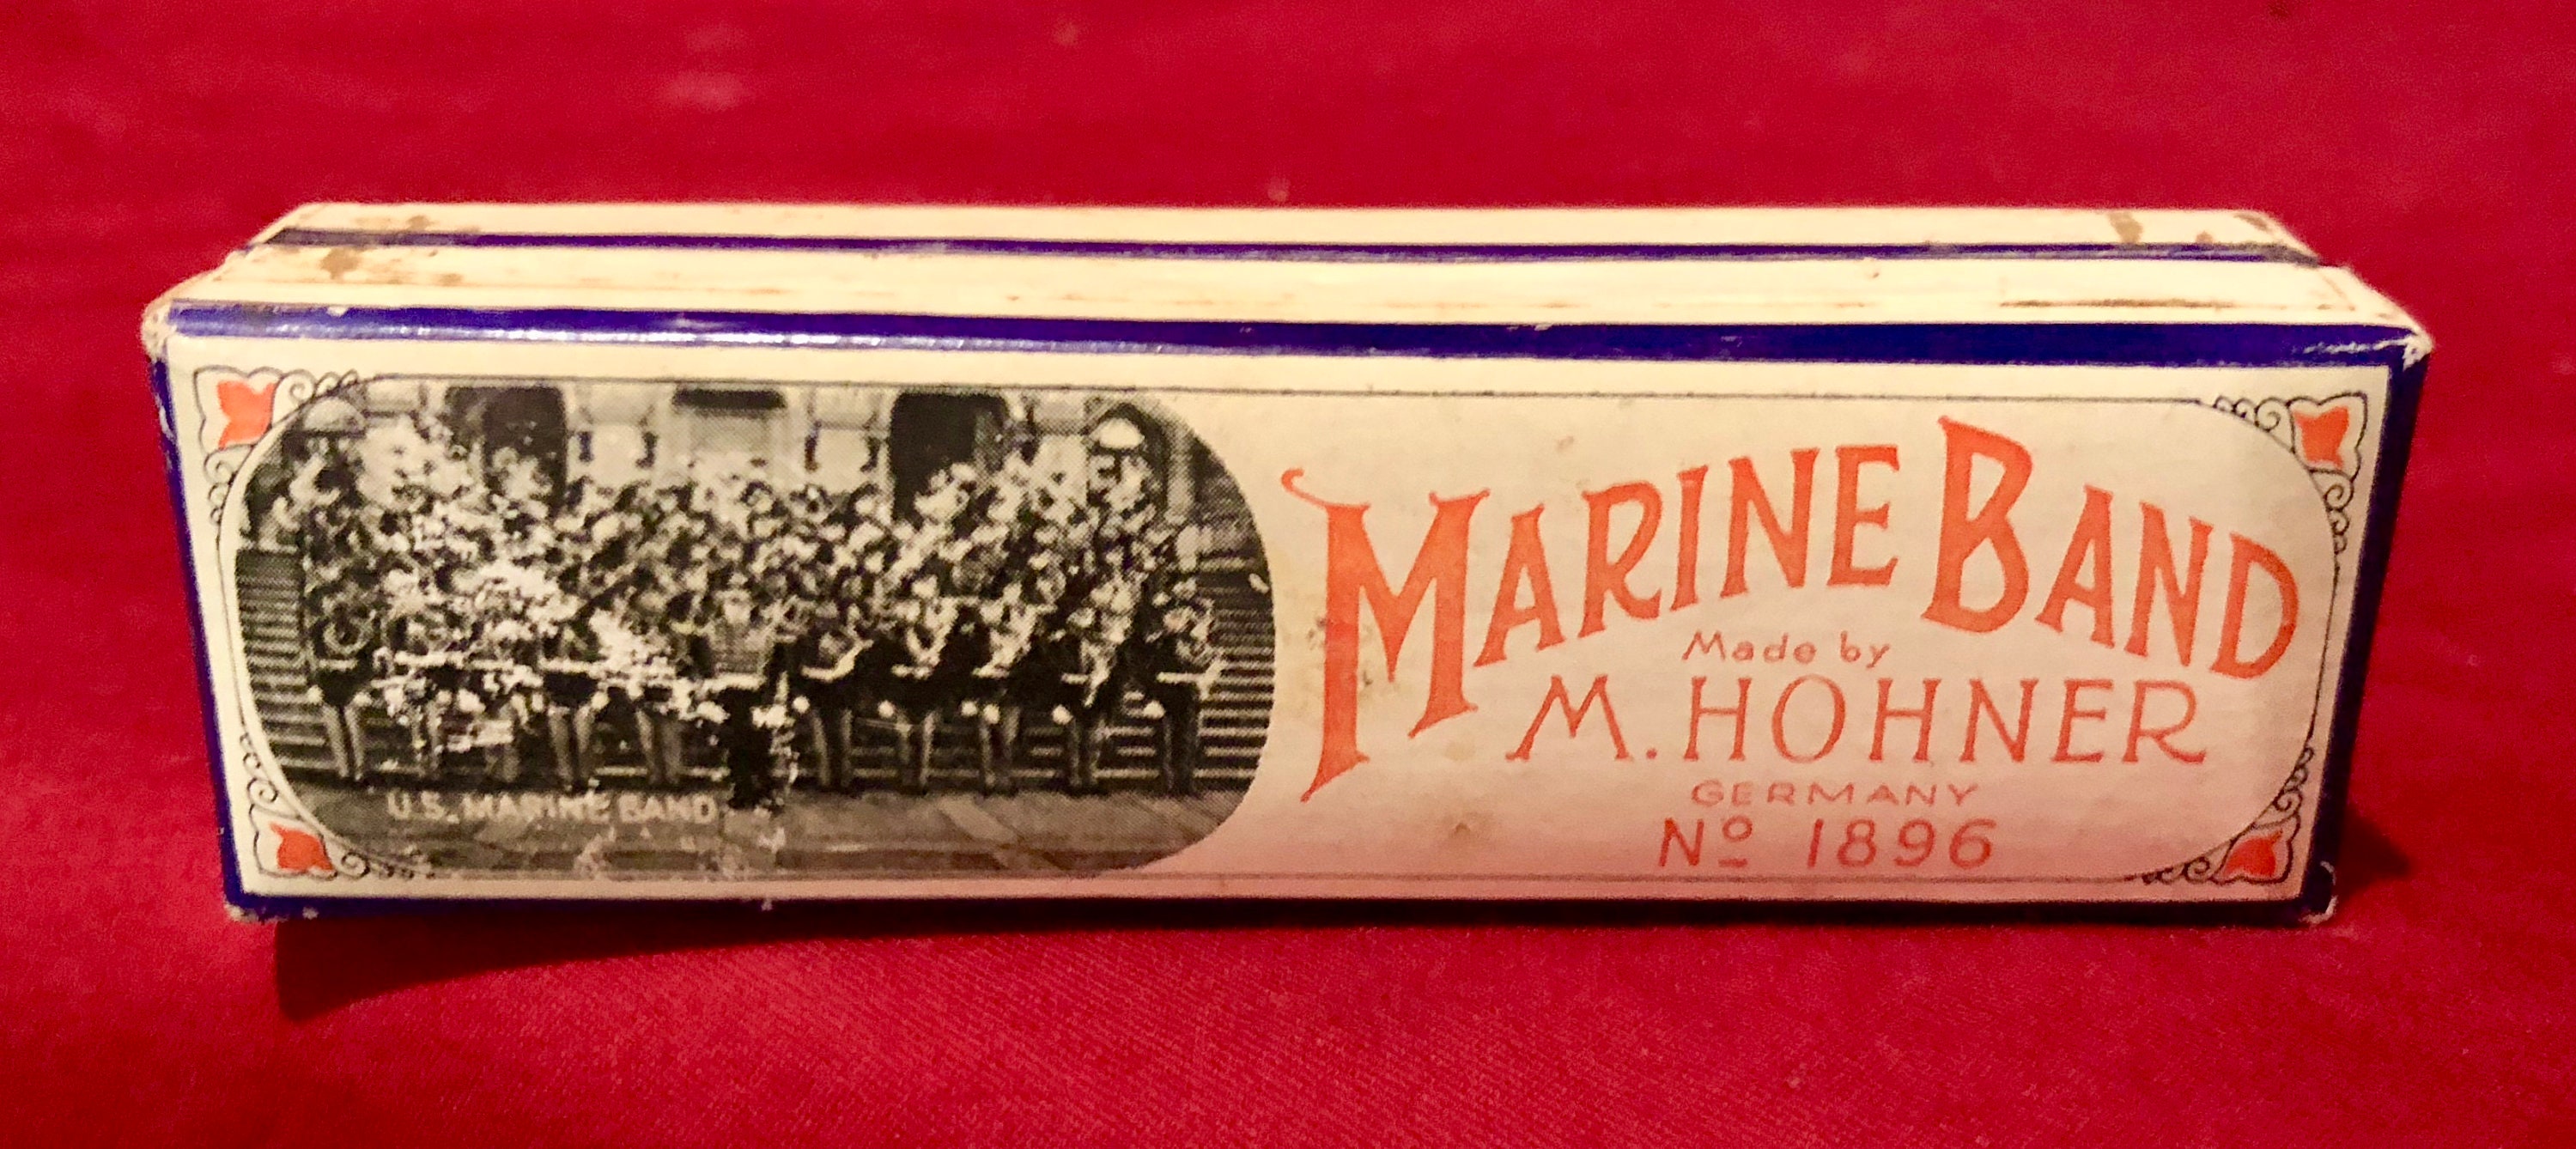 U.S. MARINE BAND
MARINE BAND
Made by
M. HOHNER
GERMANY
Nº 1896